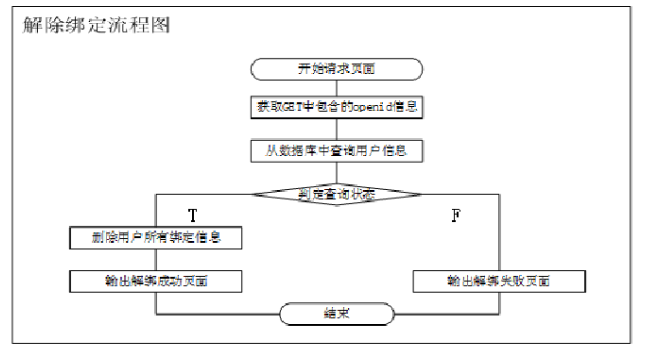 解除绑定流程图
开始请求页面
获取GET中包含的openid信息
从数据库中查询用户信息
判定查询状态
T
F
删除用户所有绑定信息
输出解绑成功页面
输出解绑失败页面
结束